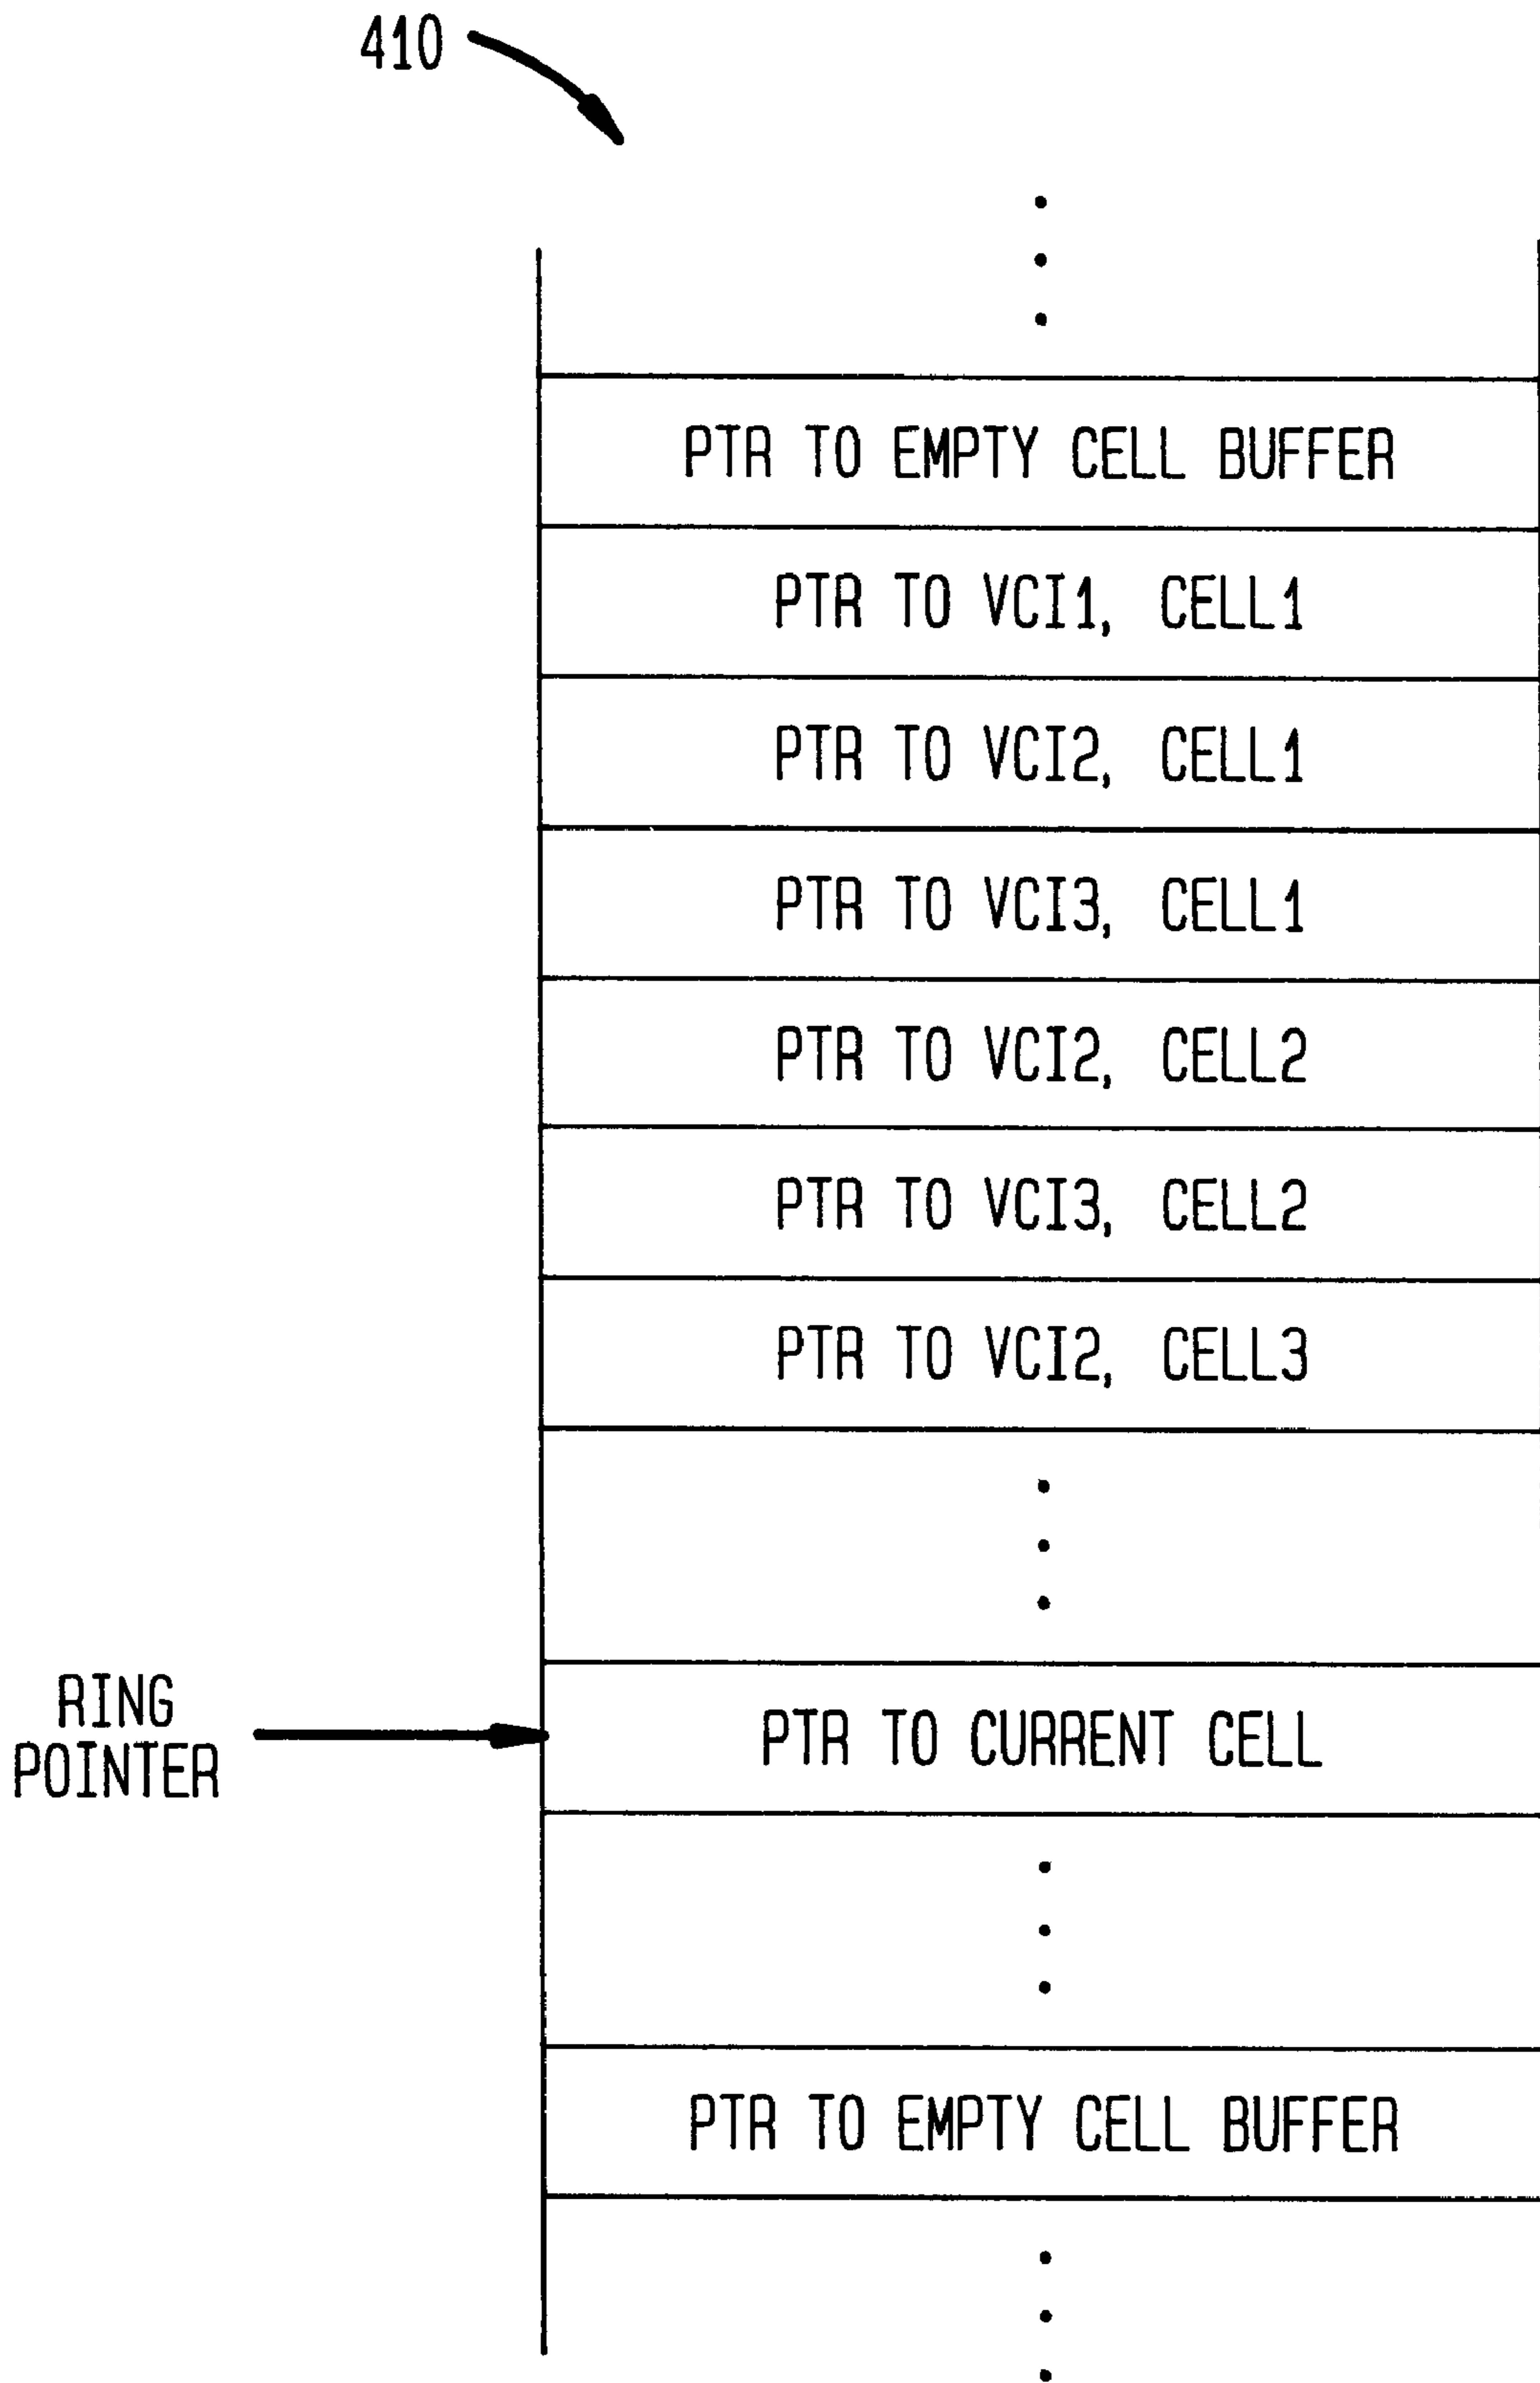 410
PTR TO EMPTY CELL BUFFER
PTR TO VCI1, CELL1
PTR TO VCI2, CELL1
PTR TO VCI3, CELL1
PTR TO VCI2, CELL2
PTR TO VCI3, CELL2
PTR TO VCI2, CELL3
RING
POINTER
PTR TO CURRENT CELL
PTR TO EMPTY CELL BUFFER